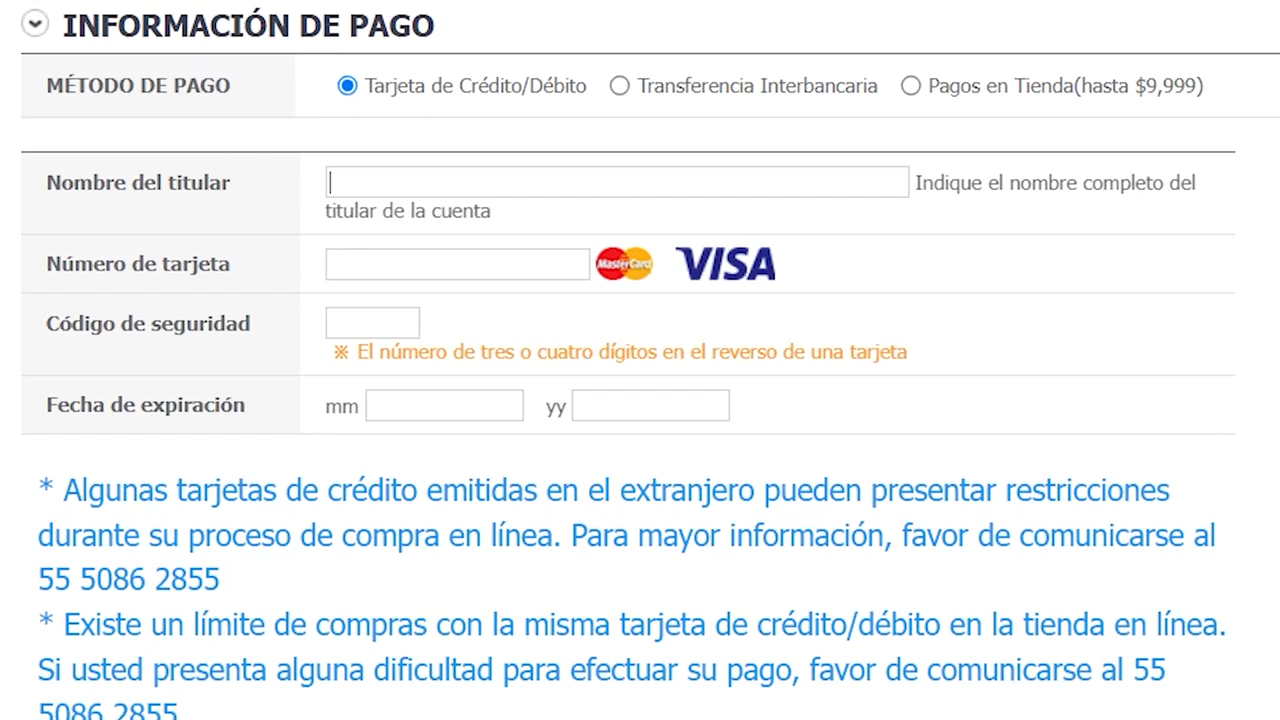 INFORMACIÓN DE PAGO
MÉTODO DE PAGO Tarjeta de Crédito/Débito Transferencia Interbancaria Pagos en Tienda(hasta $9,999)
Nombre del titular Indique el nombre completo del
titular de la cuenta
Número de tarjeta MasterCard VISA
Código de seguridad
※ El número de tres o cuatro dígitos en el reverso de una tarjeta
Fecha de expiración mm yy
* Algunas tarjetas de crédito emitidas en el extranjero pueden presentar restricciones
durante su proceso de compra en línea. Para mayor información, favor de comunicarse al
55 5086 2855
* Existe un límite de compras con la misma tarjeta de crédito/débito en la tienda en línea.
Si usted presenta alguna dificultad para efectuar su pago, favor de comunicarse al 55
5086 2855